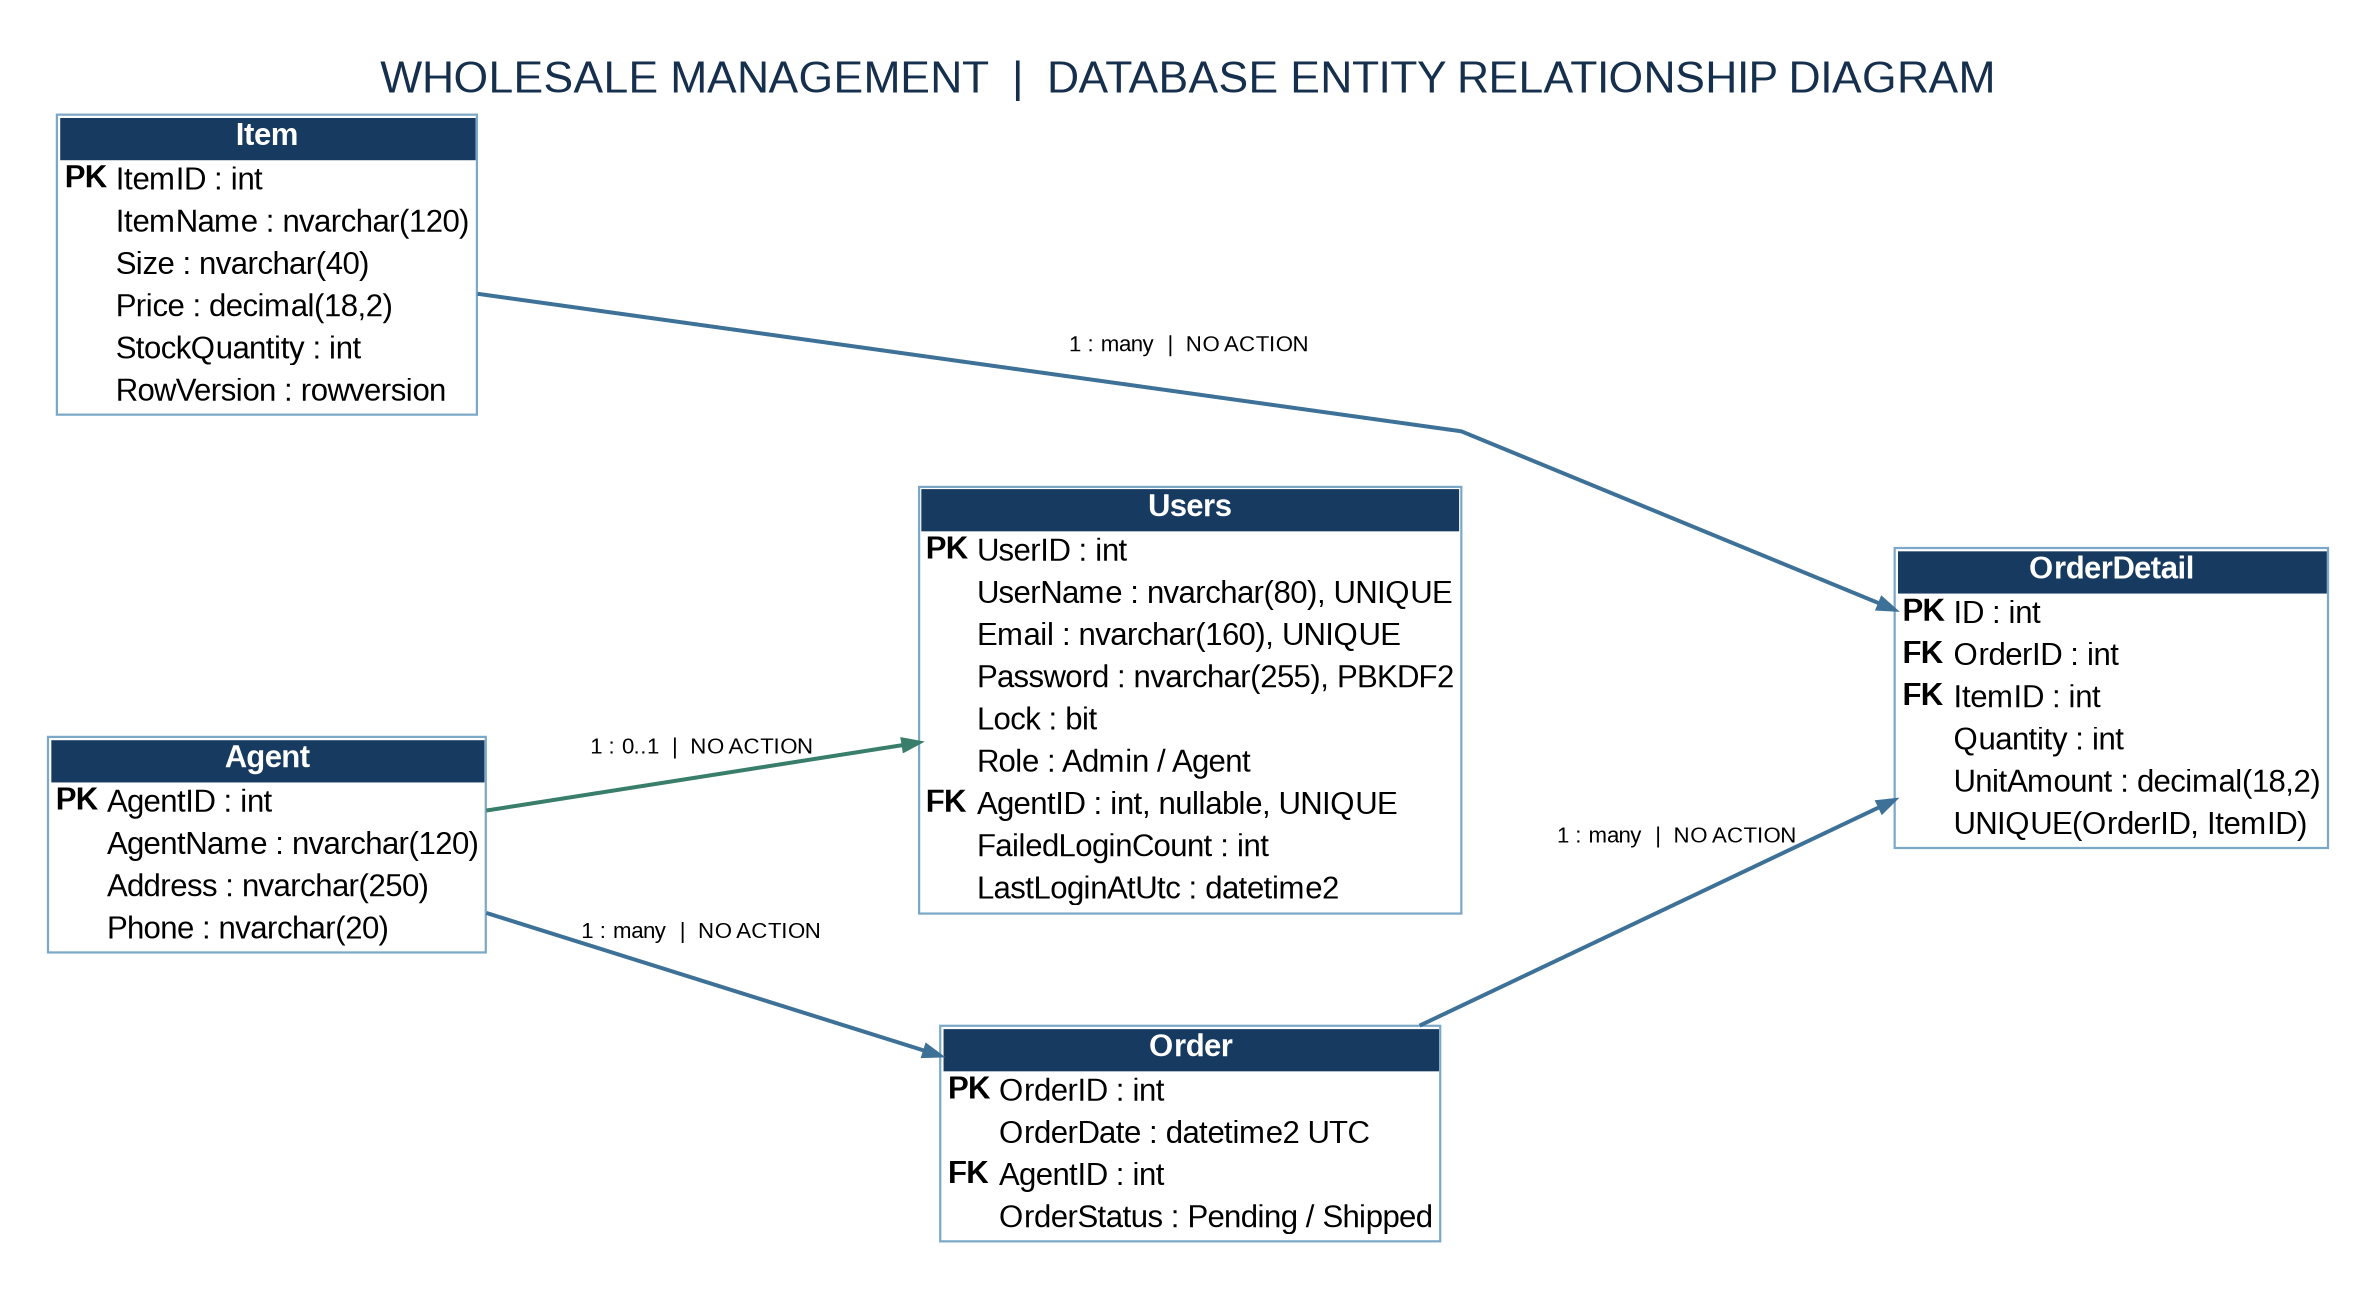 WHOLESALE MANAGEMENT | DATABASE ENTITY RELATIONSHIP DIAGRAM
Item
PK ItemID : int
ItemName : nvarchar(120)
Size : nvarchar(40)
Price : decimal(18,2)
StockQuantity : int
RowVersion : rowversion
1 : many | NO ACTION
Users
PK UserID : int
UserName : nvarchar(80), UNIQUE
Email : nvarchar(160), UNIQUE
Password : nvarchar(255), PBKDF2
Lock : bit
Role : Admin / Agent
FK AgentID : int, nullable, UNIQUE
FailedLoginCount : int
LastLoginAtUtc : datetime2
OrderDetail
PK ID : int
FK OrderID : int
FK ItemID : int
Quantity : int
UnitAmount : decimal(18,2)
UNIQUE(OrderID, ItemID)
Agent
PK AgentID : int
AgentName : nvarchar(120)
Address : nvarchar(250)
Phone : nvarchar(20)
1 : 0..1 | NO ACTION
1 : many | NO ACTION
1 : many | NO ACTION
Order
PK OrderID : int
OrderDate : datetime2 UTC
FK AgentID : int
OrderStatus : Pending / Shipped